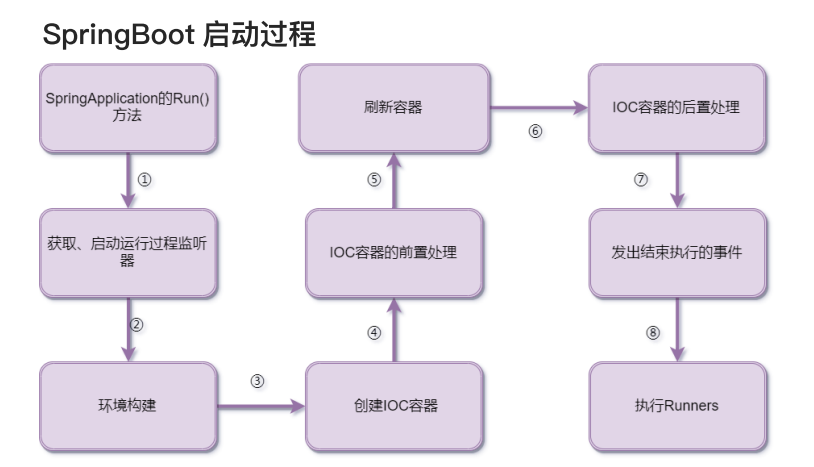 SpringBoot 启动过程
SpringApplication的Run()
方法
①
获取、启动运行过程监听
器
②
环境构建
③
创建IOC容器
④
IOC容器的前置处理
⑤
刷新容器
⑥
IOC容器的后置处理
⑦
发出结束执行的事件
⑧
执行Runners